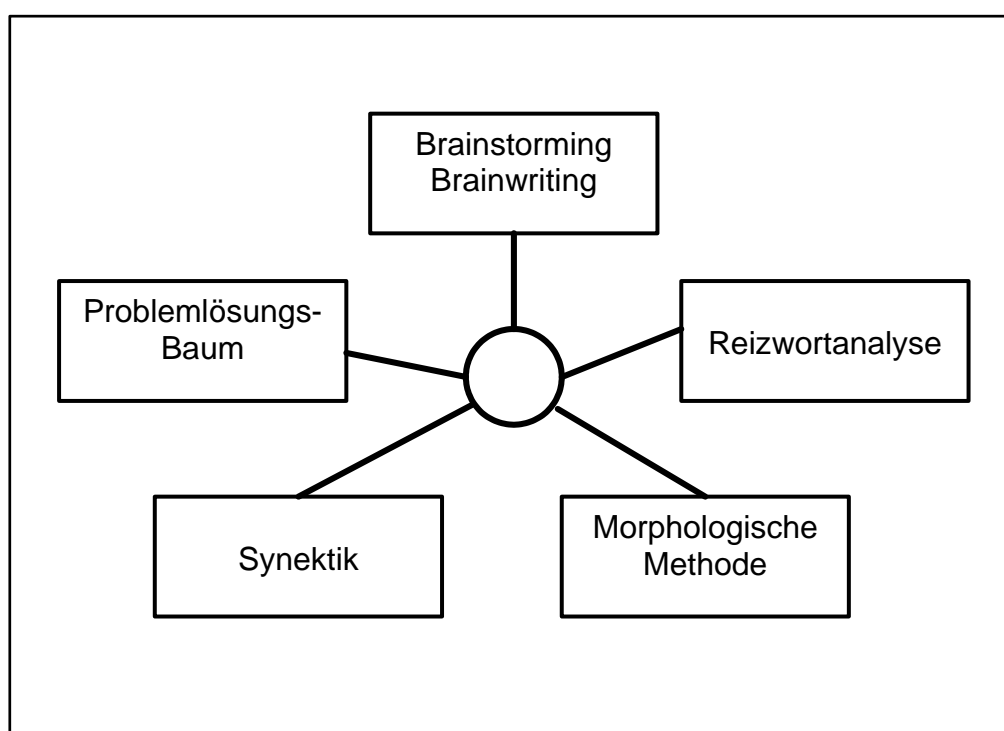 Brainstorming
Brainwriting
Problemlösungs-
Baum
Reizwortanalyse
Synektik
Morphologische
Methode